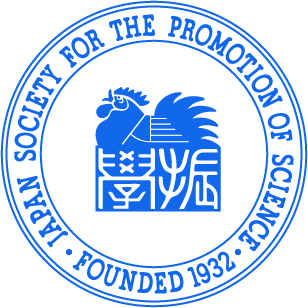 JAPAN SOCIETY FOR THE PROMOTION OF SCIENCE
· FOUNDED 1932 ·
學振